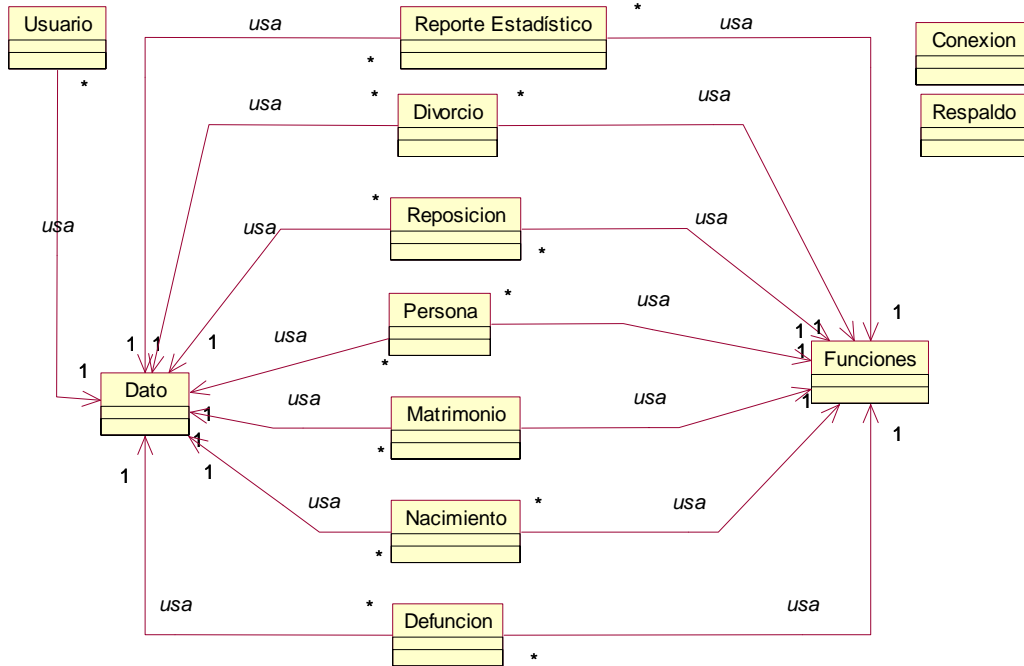 Usuario
usa
Reporte Estadístico
*
usa
Conexion
*
*
usa
*
Divorcio
*
usa
Respaldo
usa
*
Reposicion
*
usa
usa
Persona
*
usa
*
1
1
1
1
1
1
1
1
Dato
Funciones
1
usa
Matrimonio
*
usa
1
1
1
1
1
1
usa
Nacimiento
*
*
usa
usa
*
Defuncion
*
usa